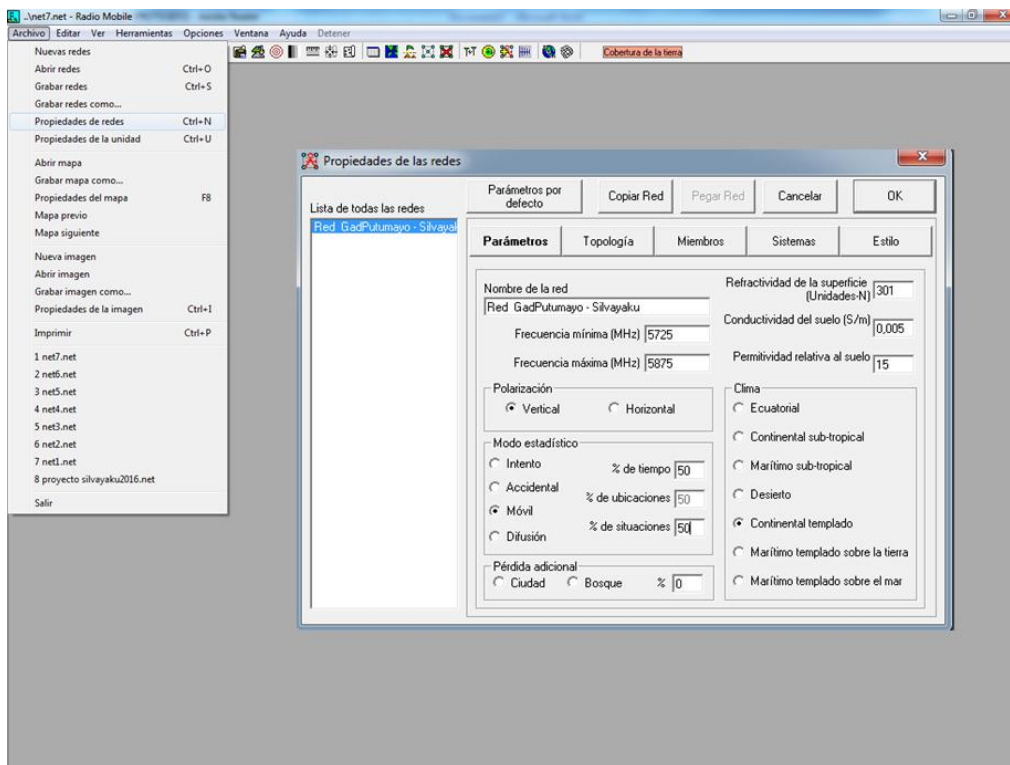 ..\net7.net - Radio Mobile
Archivo Editar Ver Herramientas Opciones Ventana Ayuda Detener
Cobertura de la tierra
Nuevas redes
Abrir redes Ctrl+O
Grabar redes Ctrl+S
Grabar redes como...
Propiedades de redes Ctrl+N
Propiedades de la unidad Ctrl+U
Abrir mapa
Grabar mapa como...
Propiedades del mapa F8
Mapa previo
Mapa siguiente
Nueva imagen
Abrir imagen
Grabar imagen como...
Propiedades de la imagen Ctrl+I
Imprimir Ctrl+P
1 net7.net
2 net6.net
3 net5.net
4 net4.net
5 net3.net
6 net2.net
7 net1.net
8 proyecto silvayaku2016.net
Salir
Propiedades de las redes
Lista de todas las redes
Red GadPutumayo - Silvayak
Parámetros por
defecto
Copiar Red
Pegar Red
Cancelar
OK
Parámetros Topología Miembros Sistemas Estilo
Nombre de la red
Red GadPutumayo - Silvayaku
Frecuencia mínima (MHz) 5725
Frecuencia máxima (MHz) 5875
Polarización
Vertical Horizontal
Modo estadístico
Intento
Accidental
Móvil
Difusión
% de tiempo 50
% de ubicaciones 50
% de situaciones 50
Pérdida adicional
Ciudad Bosque % 0
Refractividad de la superficie
(Unidades-N) 301
Conductividad del suelo (S/m) 0,005
Permitividad relativa al suelo 15
Clima
Ecuatorial
Continental sub-tropical
Marítimo sub-tropical
Desierto
Continental templado
Marítimo templado sobre la tierra
Marítimo templado sobre el mar